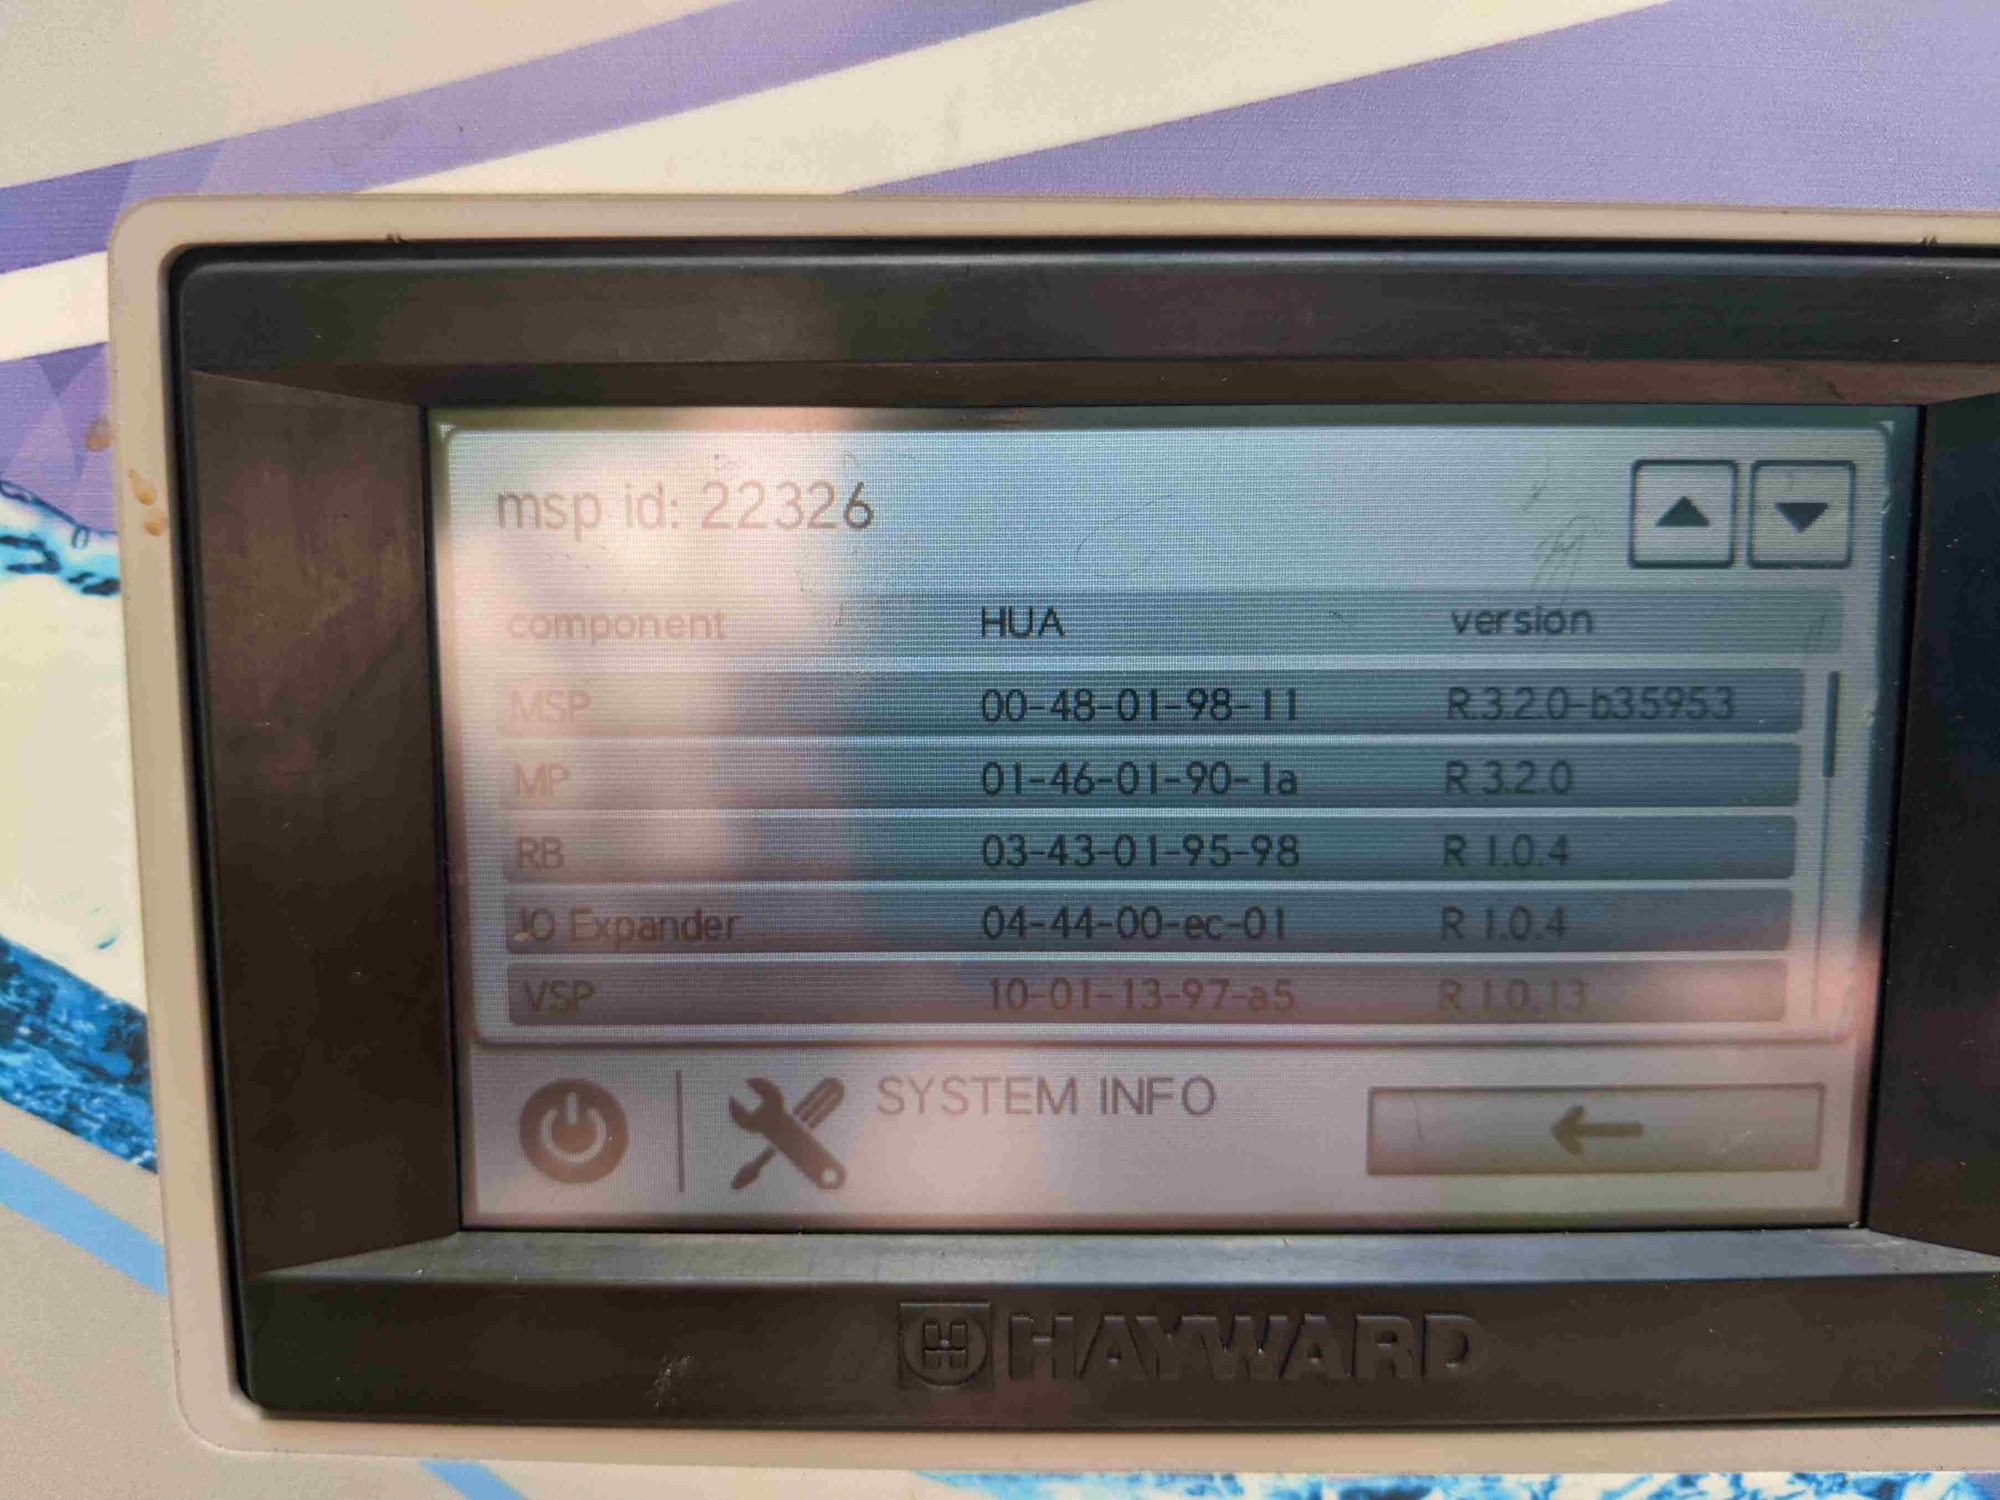 msp id: 22326
component HUA version
MSP 00-48-01-98-11 R.3.2.0-b35953
MP 01-46-01-90-1a R 3.2.0
RB 03-43-01-95-98 R 1.0.4
IO Expander 04-44-00-ec-01 R 1.0.4
VSP 10-01-13-97-a5 R 1.0.13
SYSTEM INFO
HAYWARD